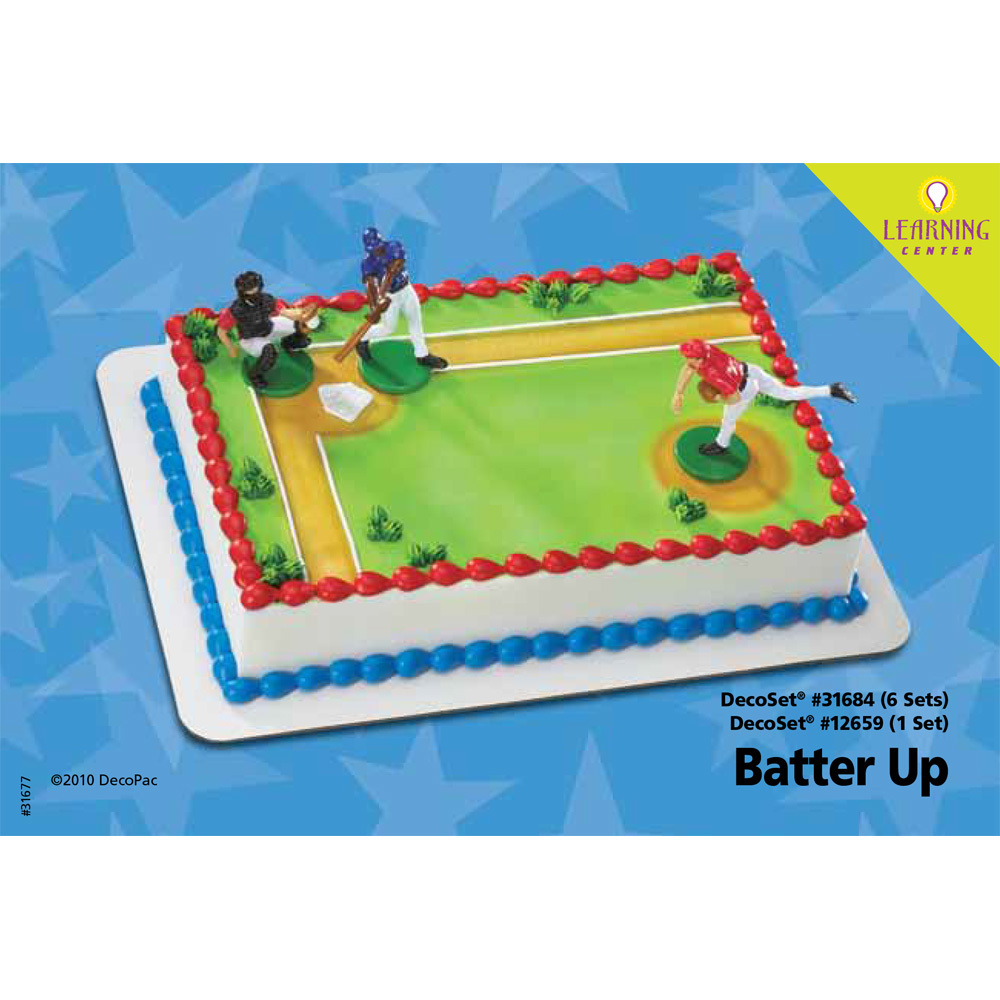 LEARNING
CENTER
DecoSet® #31684 (6 Sets)
DecoSet® #12659 (1 Set)
Batter Up
©2010 DecoPac
#31677